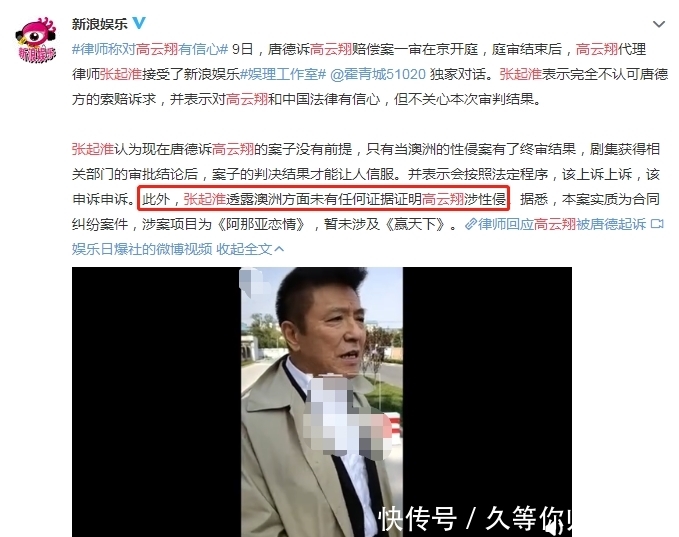 新浪娱乐
#律师称对高云翔有信心# 9日，唐德诉高云翔赔偿案一审在京开庭，庭审结束后，高云翔代理
律师张起淮接受了新浪娱乐#娱理工作室# @霍青城51020 独家对话。张起淮表示完全不认可唐德
方的索赔诉求，并表示对高云翔和中国法律有信心，但不关心本次审判结果。
张起淮认为现在唐德诉高云翔的案子没有前提，只有当澳洲的性侵案有了终审结果，剧集获得相
关部门的审批结论后，案子的判决结果才能让人信服。并表示会按照法定程序，该上诉上诉，该
申诉申诉。此外，张起淮透露澳洲方面未有任何证据证明高云翔涉性侵。据悉，本案实质为合同
纠纷案件，涉案项目为《阿那亚恋情》，暂未涉及《赢天下》。律师回应高云翔被唐德起诉
娱乐日爆社的微博视频 收起全文
快传号／久等你